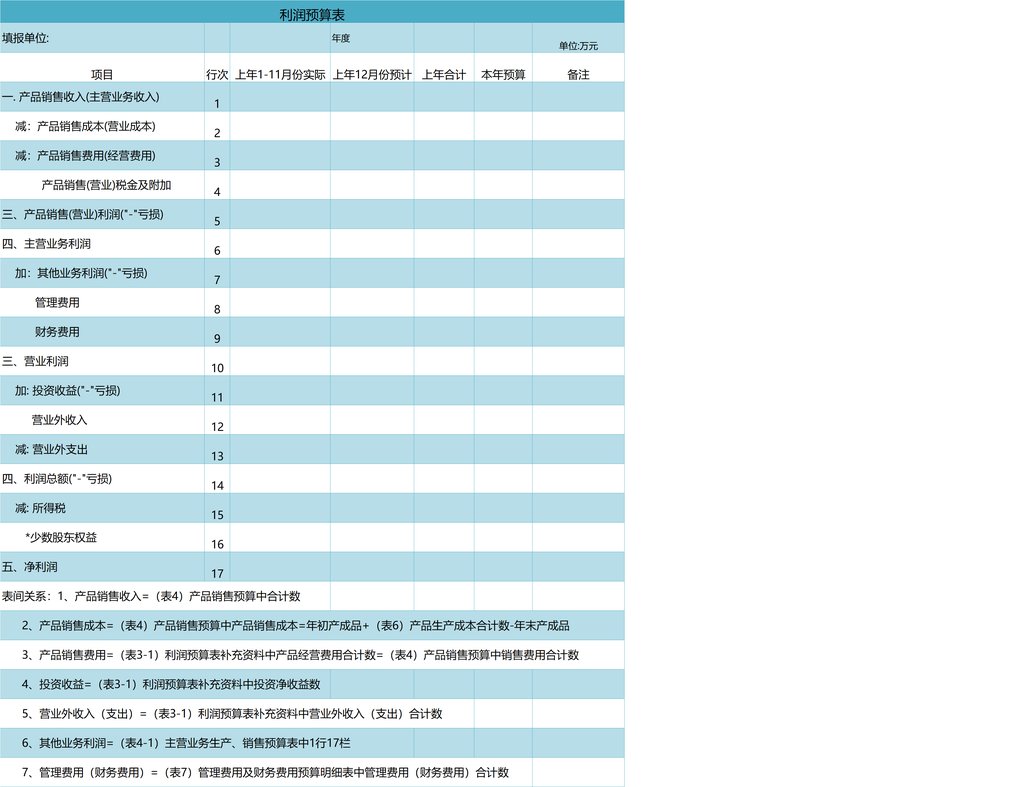 利润预算表
填报单位: 年度 单位:万元
项目 行次 上年1-11月份实际 上年12月份预计 上年合计 本年预算 备注
一. 产品销售收入(主营业务收入) 1
减：产品销售成本(营业成本) 2
减：产品销售费用(经营费用) 3
产品销售(营业)税金及附加 4
三、产品销售(营业)利润("-"亏损) 5
四、主营业务利润 6
加：其他业务利润("-"亏损) 7
管理费用 8
财务费用 9
三、营业利润 10
加: 投资收益("-"亏损) 11
营业外收入 12
减: 营业外支出 13
四、利润总额("-"亏损) 14
减: 所得税 15
*少数股东权益 16
五、净利润 17
表间关系：1、产品销售收入=（表4）产品销售预算中合计数
2、产品销售成本=（表4）产品销售预算中产品销售成本=年初产成品+（表6）产品生产成本合计数-年末产成品
3、产品销售费用=（表3-1）利润预算表补充资料中产品经营费用合计数=（表4）产品销售预算中销售费用合计数
4、投资收益=（表3-1）利润预算表补充资料中投资净收益数
5、营业外收入（支出）=（表3-1）利润预算表补充资料中营业外收入（支出）合计数
6、其他业务利润=（表4-1）主营业务生产、销售预算表中1行17栏
7、管理费用（财务费用）=（表7）管理费用及财务费用预算明细表中管理费用（财务费用）合计数